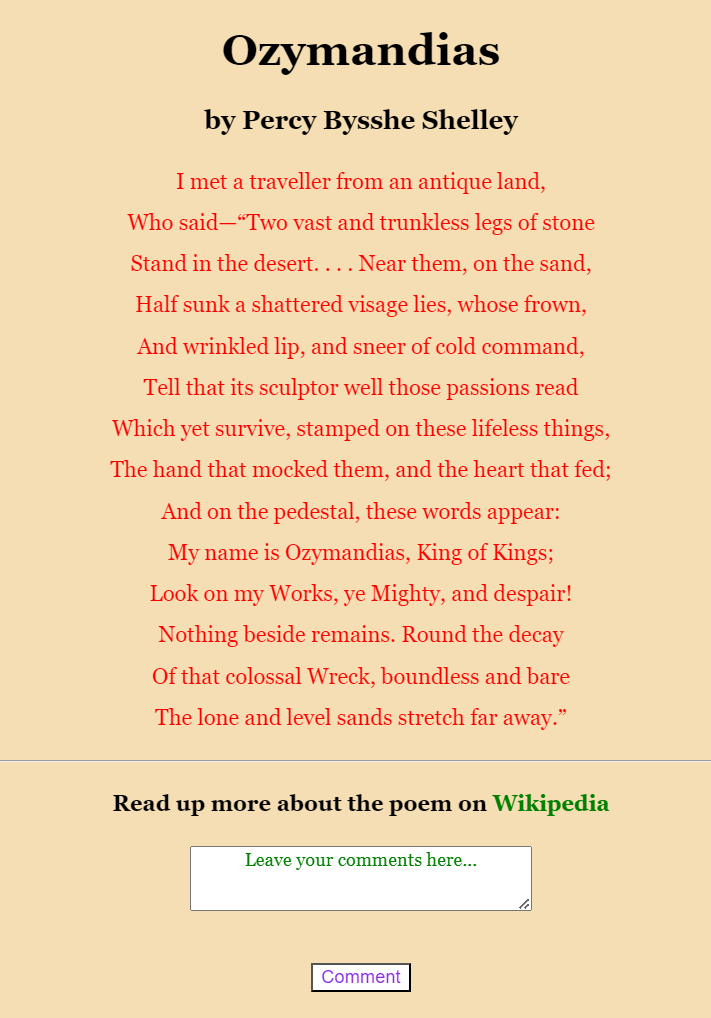 Ozymandias
by Percy Bysshe Shelley
I met a traveller from an antique land,
Who said—“Two vast and trunkless legs of stone
Stand in the desert. . . . Near them, on the sand,
Half sunk a shattered visage lies, whose frown,
And wrinkled lip, and sneer of cold command,
Tell that its sculptor well those passions read
Which yet survive, stamped on these lifeless things,
The hand that mocked them, and the heart that fed;
And on the pedestal, these words appear:
My name is Ozymandias, King of Kings;
Look on my Works, ye Mighty, and despair!
Nothing beside remains. Round the decay
Of that colossal Wreck, boundless and bare
The lone and level sands stretch far away.”
Read up more about the poem on Wikipedia
Leave your comments here...
Comment